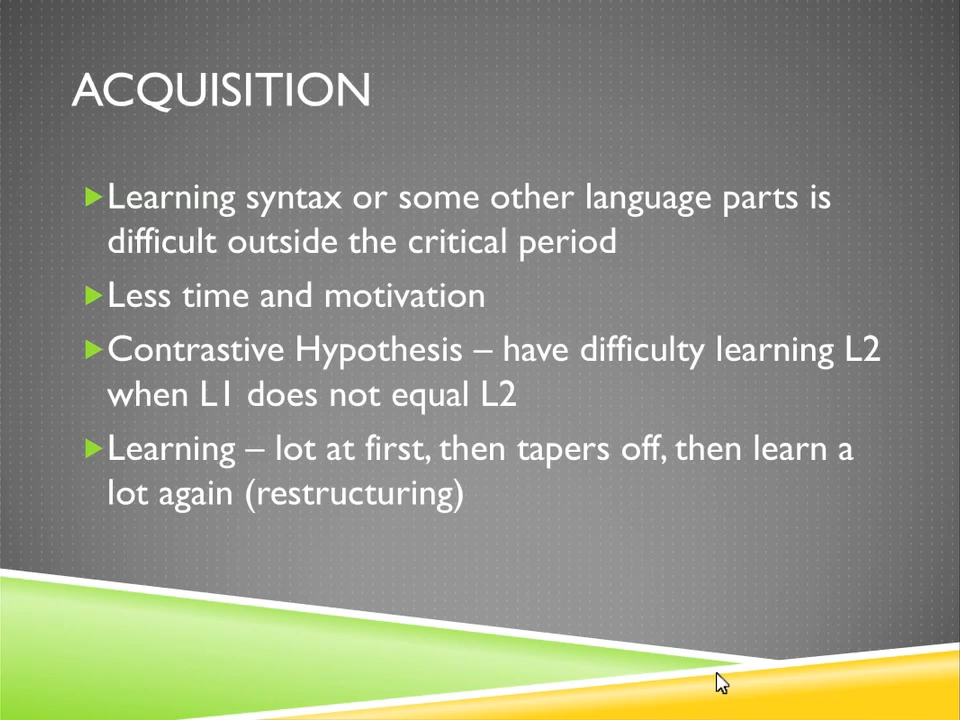 ACQUISITION
Learning syntax or some other language parts is
difficult outside the critical period
Less time and motivation
Contrastive Hypothesis – have difficulty learning L2
when L1 does not equal L2
Learning – lot at first, then tapers off, then learn a
lot again (restructuring)